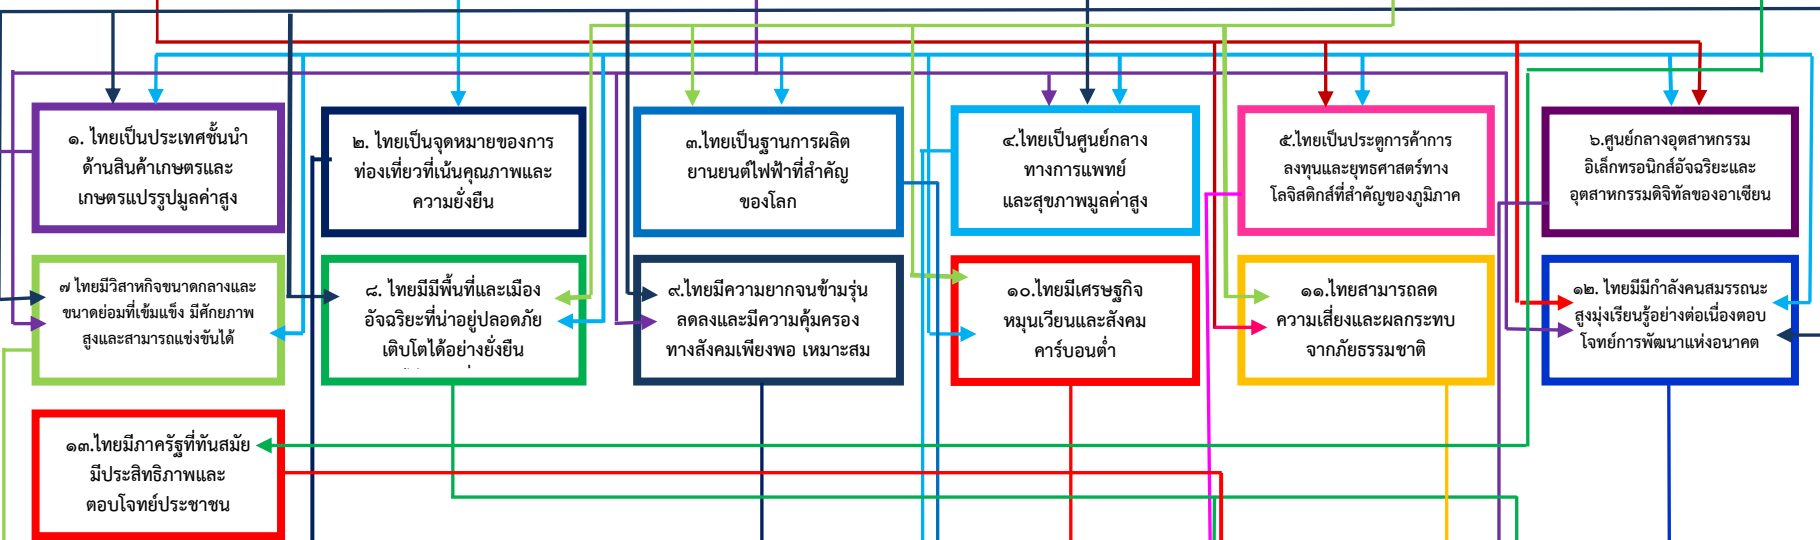 ๑. ไทยเป็นประเทศชั้นนำ
ด้านสินค้าเกษตรและ
เกษตรแปรรูปมูลค่าสูง
๒. ไทยเป็นจุดหมายของการ
ท่องเที่ยวที่เน้นคุณภาพและ
ความยั่งยืน
๓.ไทยเป็นฐานการผลิต
ยานยนต์ไฟฟ้าที่สำคัญ
ของโลก
๔.ไทยเป็นศูนย์กลาง
ทางการแพทย์
และสุขภาพมูลค่าสูง
๕.ไทยเป็นประตูการค้าการ
ลงทุนและยุทธศาสตร์ทาง
โลจิสติกส์ที่สำคัญของภูมิภาค
๖.ศูนย์กลางอุตสาหกรรม
อิเล็กทรอนิกส์อัจฉริยะและ
อุตสาหกรรมดิจิทัลของอาเซียน
๗ ไทยมีวิสาหกิจขนาดกลางและ
ขนาดย่อมที่เข้มแข็ง มีศักยภาพ
สูงและสามารถแข่งขันได้
๘. ไทยมีมีพื้นที่และเมือง
อัจฉริยะที่น่าอยู่ปลอดภัย
เติบโตได้อย่างยั่งยืน
๙.ไทยมีความยากจนข้ามรุ่น
ลดลงและมีความคุ้มครอง
ทางสังคมเพียงพอ เหมาะสม
๑๐.ไทยมีเศรษฐกิจ
หมุนเวียนและสังคม
คาร์บอนต่ำ
๑๑.ไทยสามารถลด
ความเสี่ยงและผลกระทบ
จากภัยธรรมชาติ
๑๒. ไทยมีมีกำลังคนสมรรถนะ
สูงมุ่งเรียนรู้อย่างต่อเนื่องตอบ
โจทย์การพัฒนาแห่งอนาคต
๑๓.ไทยมีภาครัฐที่ทันสมัย
มีประสิทธิภาพและ
ตอบโจทย์ประชาชน